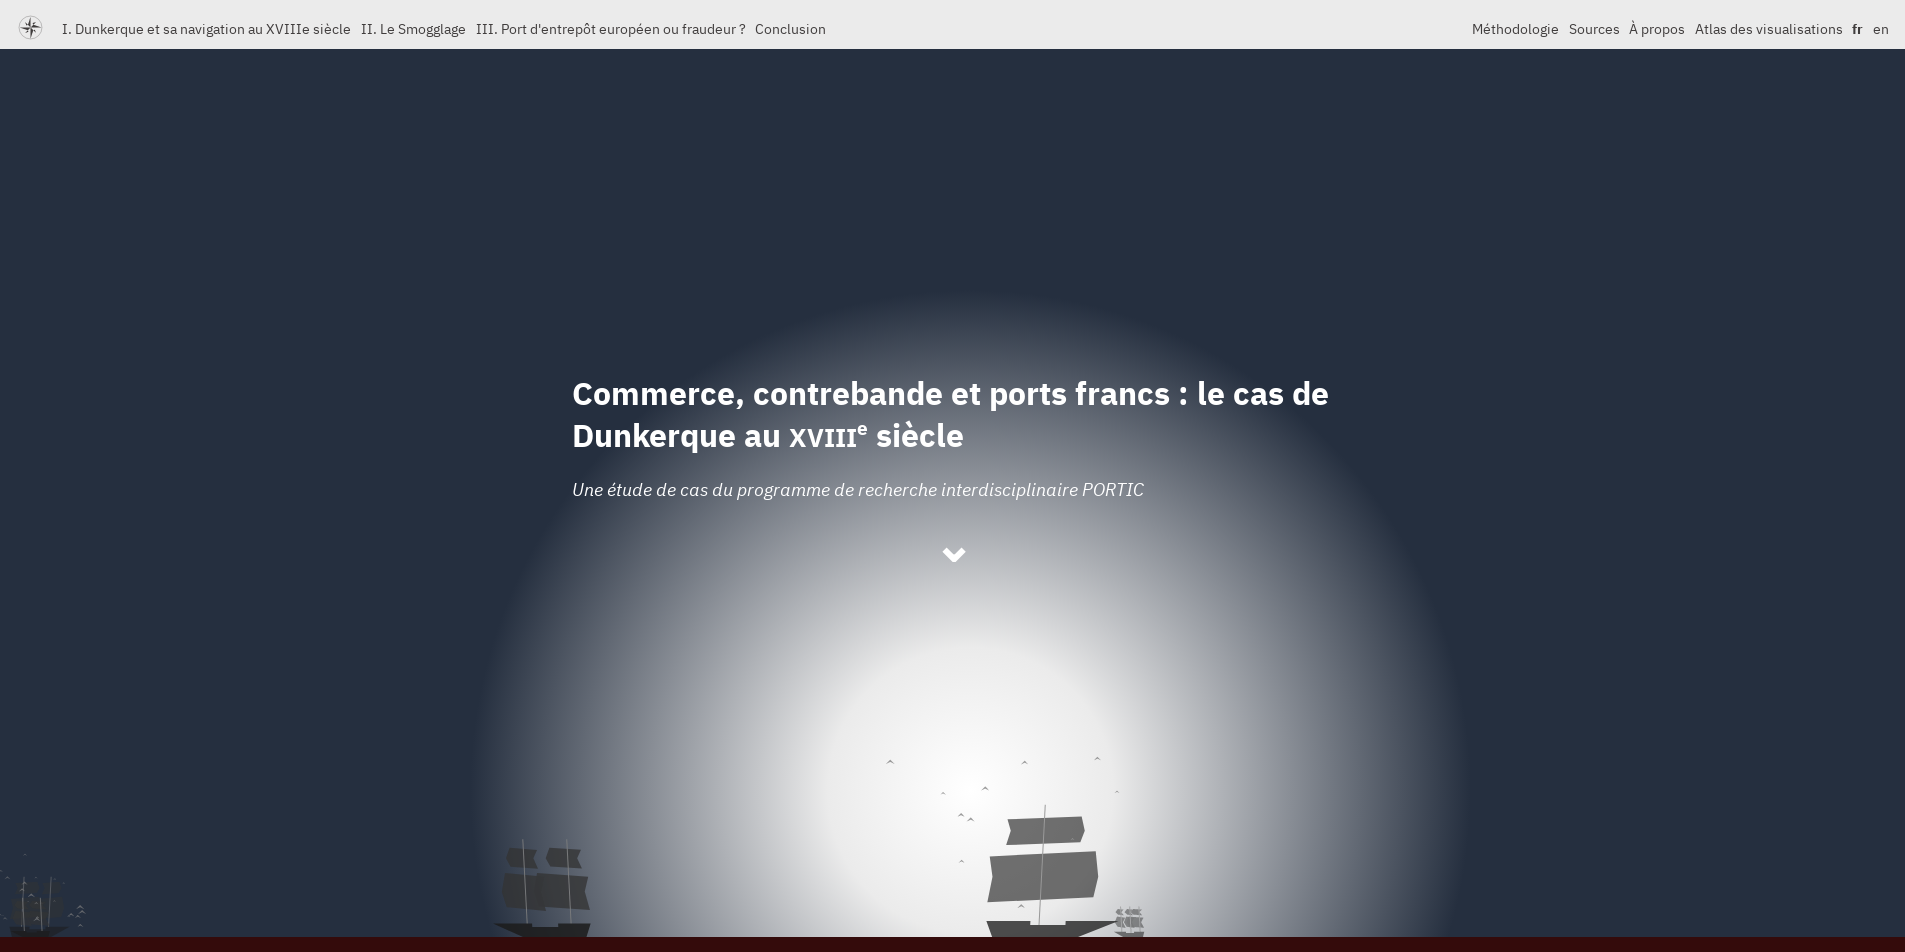 I. Dunkerque et sa navigation au XVIIIe siècle II. Le Smogglage III. Port d'entrepôt européen ou fraudeur ? Conclusion Méthodologie Sources À propos Atlas des visualisations fr en
Commerce, contrebande et ports francs : le cas de
Dunkerque au XVIIIe siècle
Une étude de cas du programme de recherche interdisciplinaire PORTIC